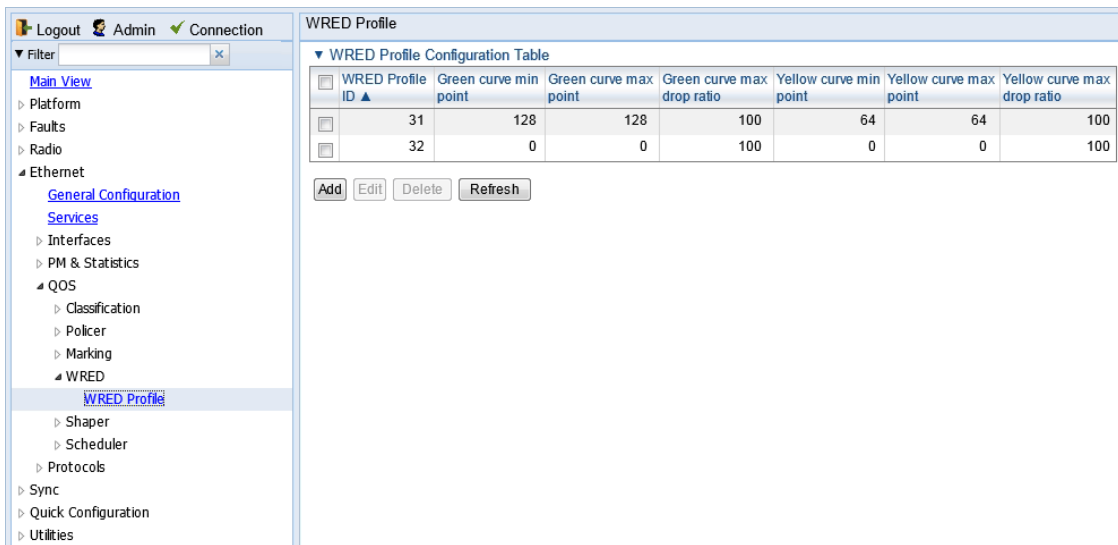 Logout Admin Connection
▼ Filter
Main View
Platform
Faults
Radio
Ethernet
General Configuration
Services
Interfaces
PM & Statistics
QOS
Classification
Policer
Marking
WRED
WRED Profile
Shaper
Scheduler
Protocols
Sync
Quick Configuration
Utilities
WRED Profile
▼ WRED Profile Configuration Table
WRED Profile ID ▲ Green curve min point Green curve max point Green curve max drop ratio Yellow curve min point Yellow curve max point Yellow curve max drop ratio
31 128 128 100 64 64 100
32 0 0 100 0 0 100
Add Edit Delete Refresh